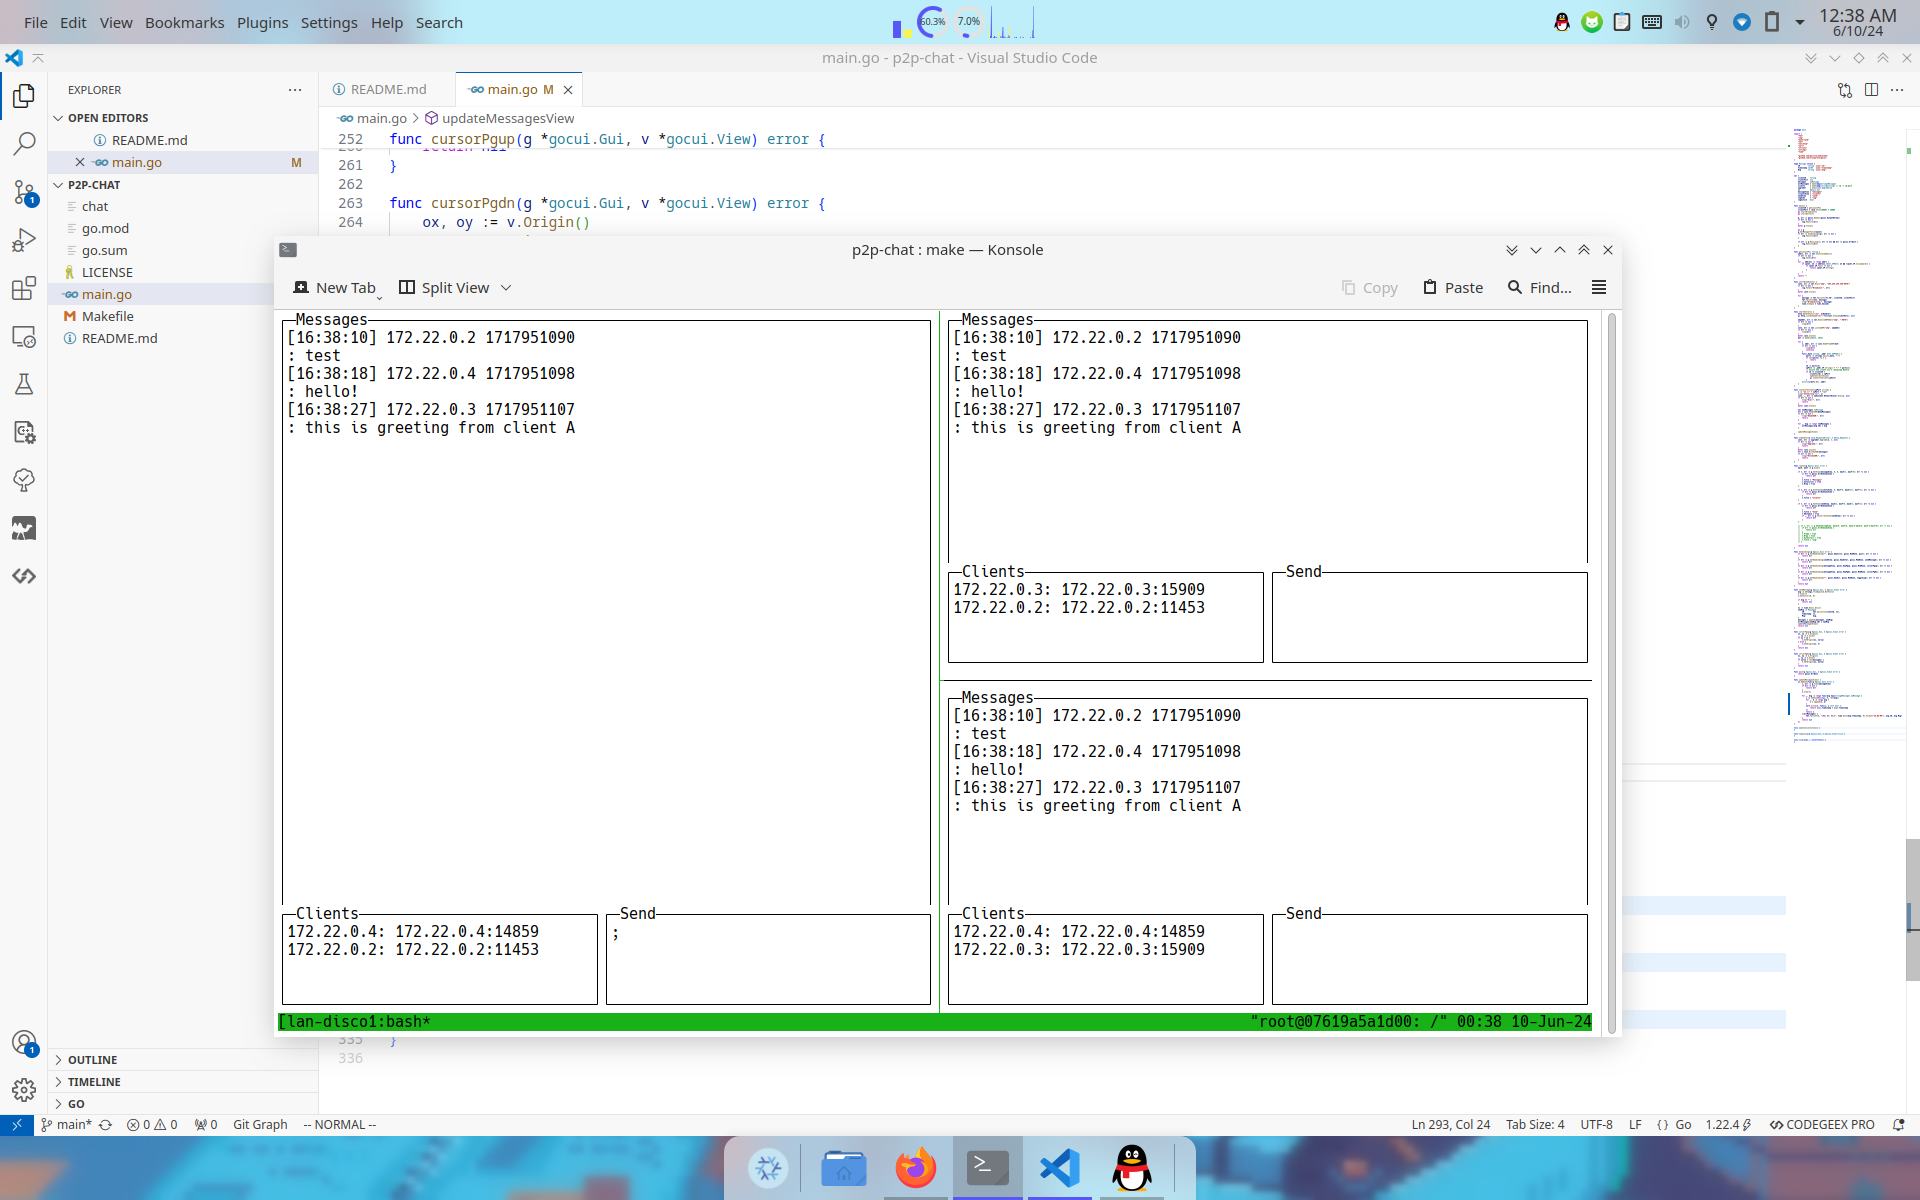 File Edit View Bookmarks Plugins Settings Help Search
60.3%
7.0%
12:38 AM
6/10/24
main.go - p2p-chat - Visual Studio Code
EXPLORER
README.md
main.go M
OPEN EDITORS
README.md
main.go M
P2P-CHAT
chat
go.mod
go.sum
LICENSE
main.go
Makefile
README.md
main.go > updateMessagesView
252 func cursorPgup(g *gocui.Gui, v *gocui.View) error {
261 }
262
263 func cursorPgdn(g *gocui.Gui, v *gocui.View) error {
264 ox, oy := v.Origin()
p2p-chat : make — Konsole
New Tab Split View Copy Paste Find...
Messages
[16:38:10] 172.22.0.2 1717951090
: test
[16:38:18] 172.22.0.4 1717951098
: hello!
[16:38:27] 172.22.0.3 1717951107
: this is greeting from client A
Clients
172.22.0.4: 172.22.0.4:14859
172.22.0.2: 172.22.0.2:11453
Send
;
Messages
[16:38:10] 172.22.0.2 1717951090
: test
[16:38:18] 172.22.0.4 1717951098
: hello!
[16:38:27] 172.22.0.3 1717951107
: this is greeting from client A
Clients
172.22.0.3: 172.22.0.3:15909
172.22.0.2: 172.22.0.2:11453
Send
Messages
[16:38:10] 172.22.0.2 1717951090
: test
[16:38:18] 172.22.0.4 1717951098
: hello!
[16:38:27] 172.22.0.3 1717951107
: this is greeting from client A
Clients
172.22.0.4: 172.22.0.4:14859
172.22.0.3: 172.22.0.3:15909
Send
[lan-disco1:bash* "root@07619a5a1d00: /" 00:38 10-Jun-24
335 }
336
1
1
OUTLINE
TIMELINE
GO
main* 0 0 0 Git Graph -- NORMAL --
Ln 293, Col 24 Tab Size: 4 UTF-8 LF {} Go 1.22.4 CODEGEEX PRO